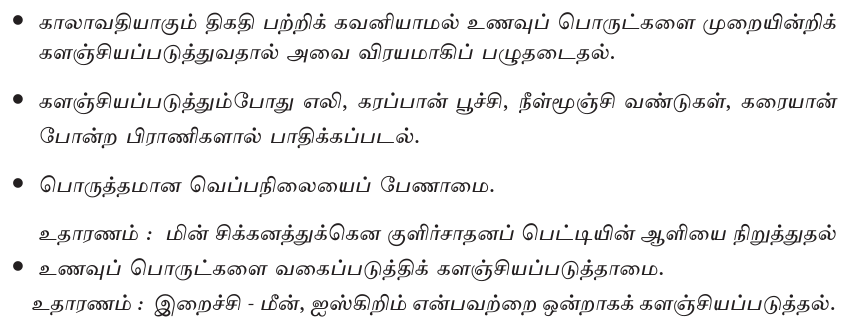 • காலாவதியாகும் திகதி பற்றிக் கவனியாமல் உணவுப் பொருட்களை முறையின்றிக்
களஞ்சியப்படுத்துவதால் அவை விரயமாகிப் பழுதடைதல்.
• களஞ்சியப்படுத்தும்போது எலி, கரப்பான் பூச்சி, நீள்மூஞ்சி வண்டுகள், கரையான்
போன்ற பிராணிகளால் பாதிக்கப்படல்.
• பொருத்தமான வெப்பநிலையைப் பேணாமை.
உதாரணம் : மின் சிக்கனத்துக்கென குளிர்சாதனப் பெட்டியின் ஆளியை நிறுத்துதல்
• உணவுப் பொருட்களை வகைப்படுத்திக் களஞ்சியப்படுத்தாமை.
உதாரணம் : இறைச்சி - மீன், ஐஸ்கிறிம் என்பவற்றை ஒன்றாகக் களஞ்சியப்படுத்தல்.